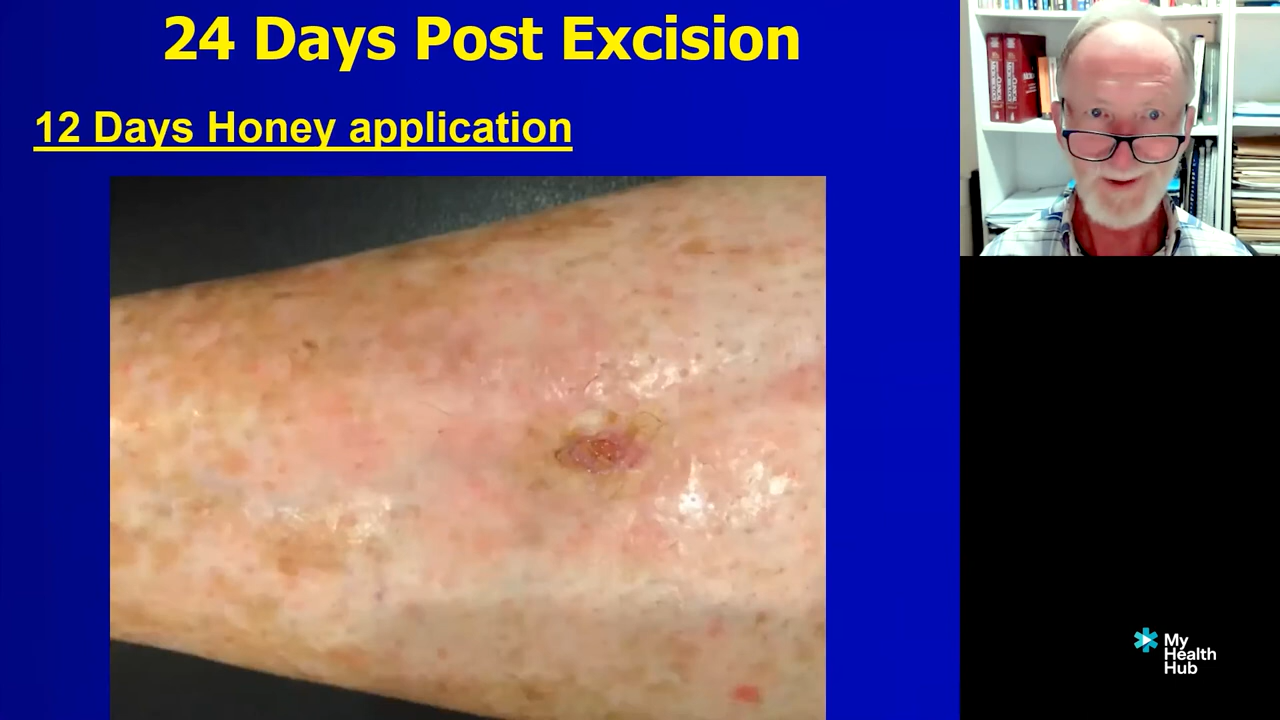 24 Days Post Excision
12 Days Honey application
My
Health
Hub